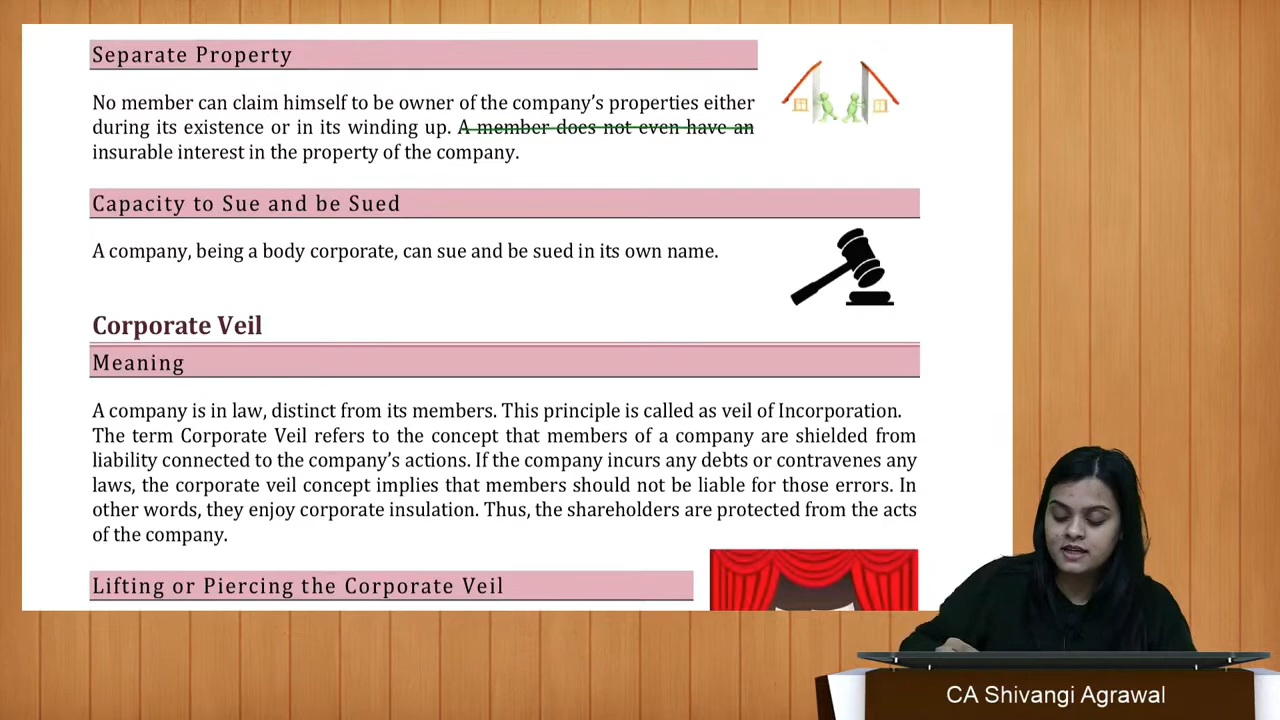 Separate Property
No member can claim himself to be owner of the company’s properties either
during its existence or in its winding up. A member does not even have an
insurable interest in the property of the company.
Capacity to Sue and be Sued
A company, being a body corporate, can sue and be sued in its own name.
Corporate Veil
Meaning
A company is in law, distinct from its members. This principle is called as veil of Incorporation.
The term Corporate Veil refers to the concept that members of a company are shielded from
liability connected to the company’s actions. If the company incurs any debts or contravenes any
laws, the corporate veil concept implies that members should not be liable for those errors. In
other words, they enjoy corporate insulation. Thus, the shareholders are protected from the acts
of the company.
Lifting or Piercing the Corporate Veil
CA Shivangi Agrawal